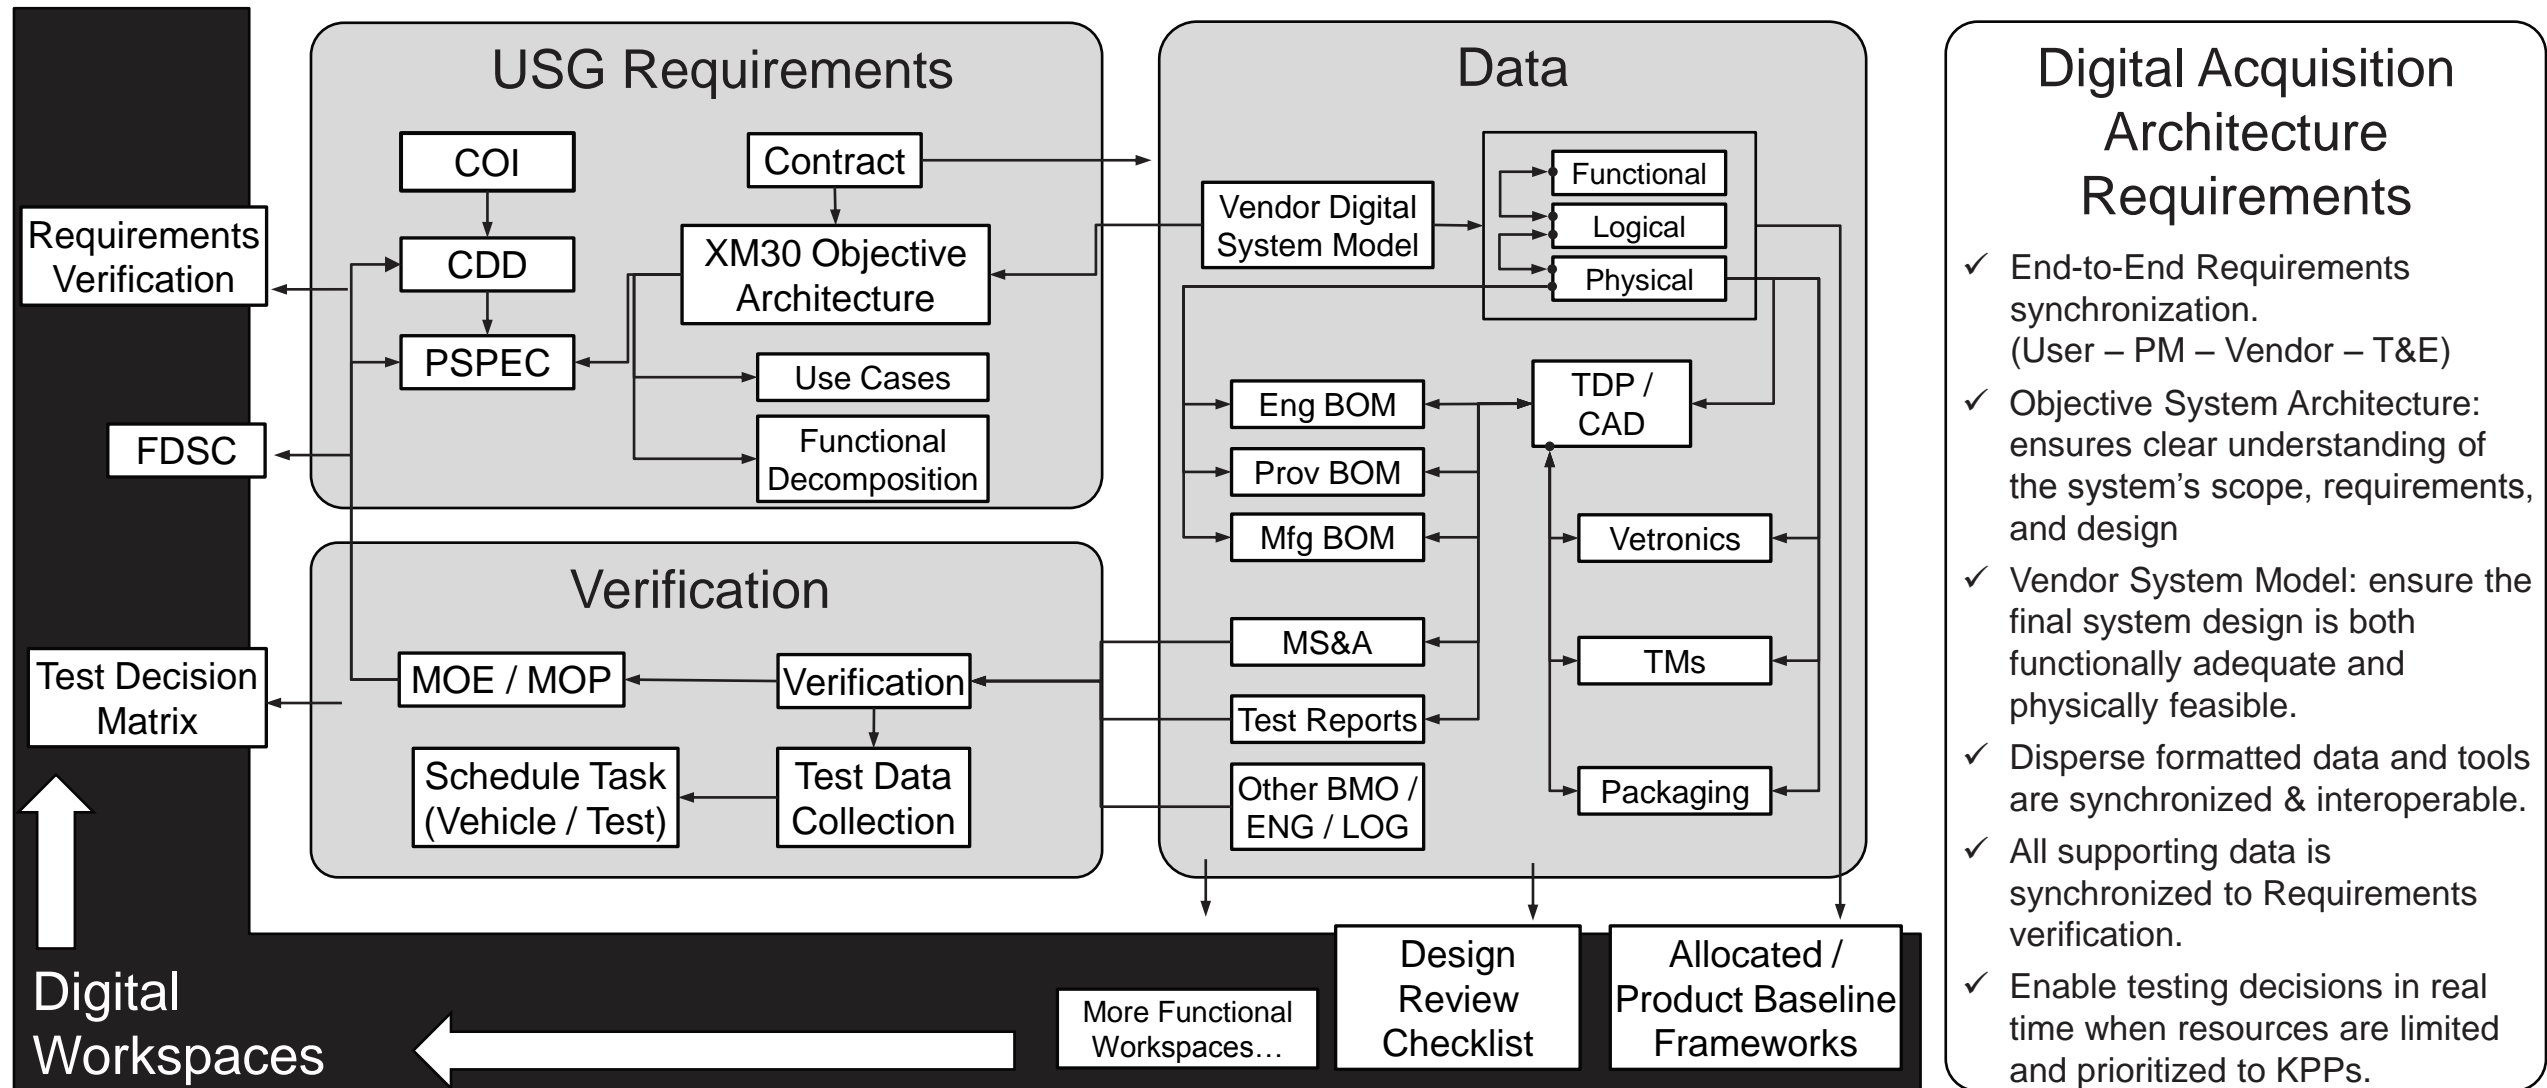 USG Requirements
COI
Contract
CDD
XM30 Objective
Architecture
PSPEC
Use Cases
Functional
Decomposition
Requirements
Verification
FDSC
Test Decision
Matrix
Verification
MOE / MOP
Verification
Schedule Task
(Vehicle / Test)
Test Data
Collection
Data
Vendor Digital
System Model
Functional
Logical
Physical
Eng BOM
Prov BOM
Mfg BOM
TDP /
CAD
Vetronics
MS&A
TMs
Test Reports
Other BMO /
ENG / LOG
Packaging
Digital
Workspaces
More Functional
Workspaces…
Design
Review
Checklist
Allocated /
Product Baseline
Frameworks
Digital Acquisition
Architecture
Requirements
✓ End-to-End Requirements
synchronization.
(User – PM – Vendor – T&E)
✓ Objective System Architecture:
ensures clear understanding of
the system’s scope, requirements,
and design
✓ Vendor System Model: ensure the
final system design is both
functionally adequate and
physically feasible.
✓ Disperse formatted data and tools
are synchronized & interoperable.
✓ All supporting data is
synchronized to Requirements
verification.
✓ Enable testing decisions in real
time when resources are limited
and prioritized to KPPs.